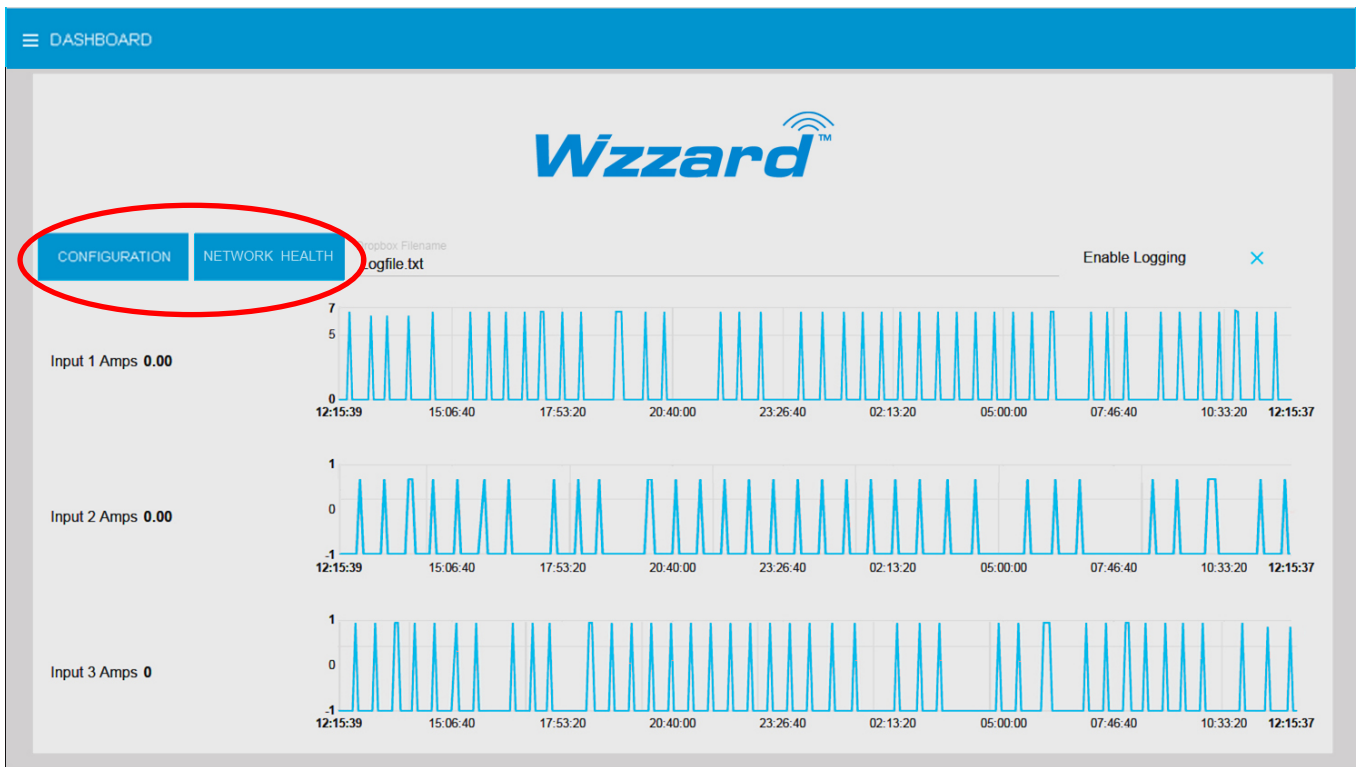 DASHBOARD
Wzzard™
CONFIGURATION
NETWORK HEALTH
ropbox Filename
ogfile.txt
Enable Logging
Input 1 Amps 0.00
7
5
0
12:15:39 15:06:40 17:53:20 20:40:00 23:26:40 02:13:20 05:00:00 07:46:40 10:33:20 12:15:37
Input 2 Amps 0.00
1
0
-1
12:15:39 15:06:40 17:53:20 20:40:00 23:26:40 02:13:20 05:00:00 07:46:40 10:33:20 12:15:37
Input 3 Amps 0
1
0
-1
12:15:39 15:06:40 17:53:20 20:40:00 23:26:40 02:13:20 05:00:00 07:46:40 10:33:20 12:15:37